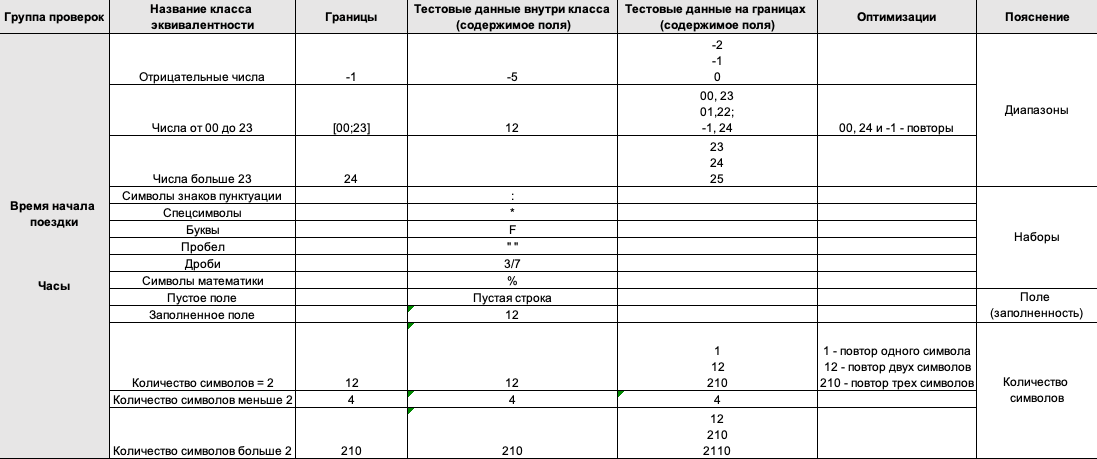 Группа проверок
Название класса
эквивалентности
Границы
Тестовые данные внутри класса
(содержимое поля)
Тестовые данные на границах
(содержимое поля)
Оптимизации
Пояснение
Время начала
поездки
Часы
Отрицательные числа
-1
-5
-2
-1
0
Диапазоны
Числа от 00 до 23
[00;23]
12
00, 23
01,22;
-1, 24
00, 24 и -1 - повторы
Числа больше 23
24
23
24
25
Символы знаков пунктуации
:
Наборы
Спецсимволы
*
Буквы
F
Пробел
" "
Дроби
3/7
Символы математики
%
Пустое поле
Пустая строка
Поле
(заполненность)
Заполненное поле
12
Количество символов = 2
12
12
1
12
210
1 - повтор одного символа
12 - повтор двух символов
210 - повтор трех символов
Количество
символов
Количество символов меньше 2
4
4
4
Количество символов больше 2
210
210
12
210
2110